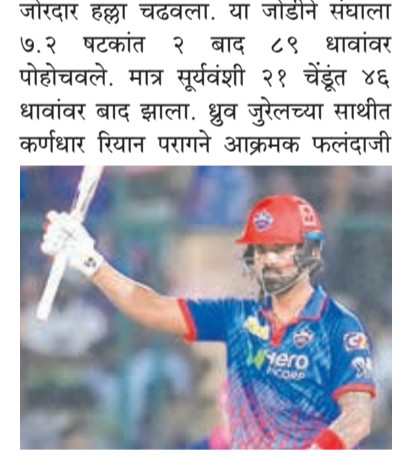 जोरदार हल्ला चढवला. या जोडीने संघाला
७.२ षटकांत २ बाद ८९ धावांवर
पोहोचवले. मात्र सूर्यवंशी २१ चेंडूंत ४६
धावांवर बाद झाला. ध्रुव जुरेलच्या साथीत
कर्णधार रियान परागने आक्रमक फलंदाजी
Hero
CORP